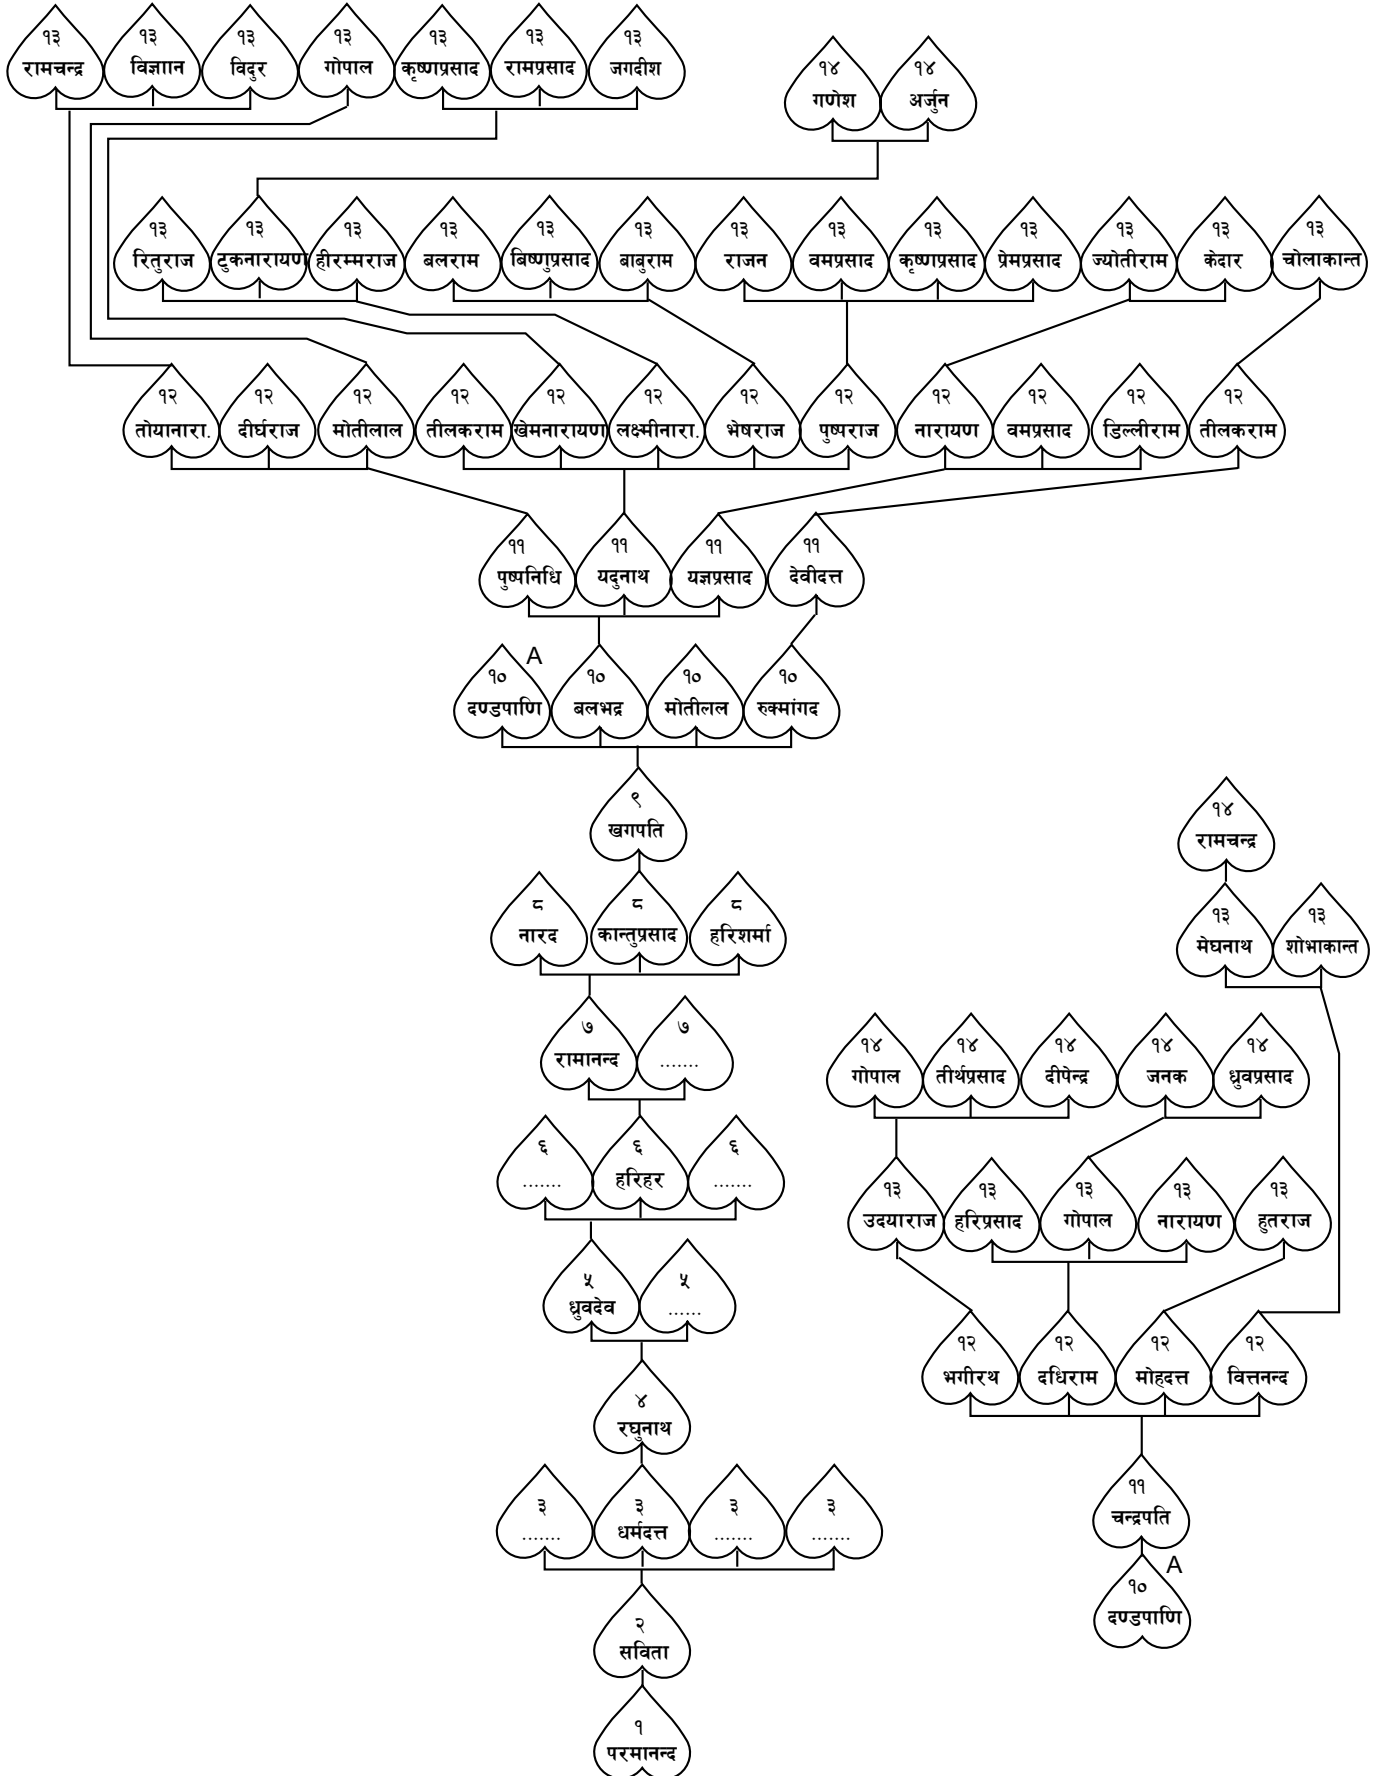 १३ १३ १३ १३ १३ १३ १३
रामचन्द्र विज्ञाान विदुर गोपाल कृष्णप्रसाद रामप्रसाद जगदीश
१४ १४
गणेश अर्जुन
१३ १३ १३ १३ १३ १३ १३ १३ १३ १३ १३ १३ १३
रितुराज टुकनारायण हीरम्मराज बलराम बिष्णुप्रसाद बाबुराम राजन वमप्रसाद कृष्णप्रसाद प्रेमप्रसाद ज्योतीराम केदार चोलाकान्त
१२ १२ १२ १२ १२ १२ १२ १२ १२ १२ १२ १२
तोयानारा. दीर्घराज मोतीलाल तीलकराम खेमनारायण लक्ष्मीनारा. भेषराज पुष्पराज नारायण वमप्रसाद डिल्लीराम तीलकराम
११ ११ ११ ११
पुष्पनिधि यदुनाथ यज्ञप्रसाद देवीदत्त
A
१० १० १० १०
दण्डपाणि बलभद्र मोतीलल रुक्मांगद
९
खगपति
१४
रामचन्द्र
८ ८ ८
नारद कान्तुप्रसाद हरिशर्मा
१३ १३
मेघनाथ शोभाकान्त
७ ७
रामानन्द .......
१४ १४ १४ १४ १४
गोपाल तीर्थप्रसाद दीपेन्द्र जनक ध्रुवप्रसाद
६ ६ ६
....... हरिहर .......
१३ १३ १३ १३ १३
उदयाराज हरिप्रसाद गोपाल नारायण हुतराज
५ ५
ध्रुवदेव ......
१२ १२ १२ १२
भगीरथ दधिराम मोहदत्त वित्तनन्द
४
रघुनाथ
३ ३ ३ ३
....... धर्मदत्त ....... .......
११
चन्द्रपति
A
१०
दण्डपाणि
२
सविता
१
परमानन्द